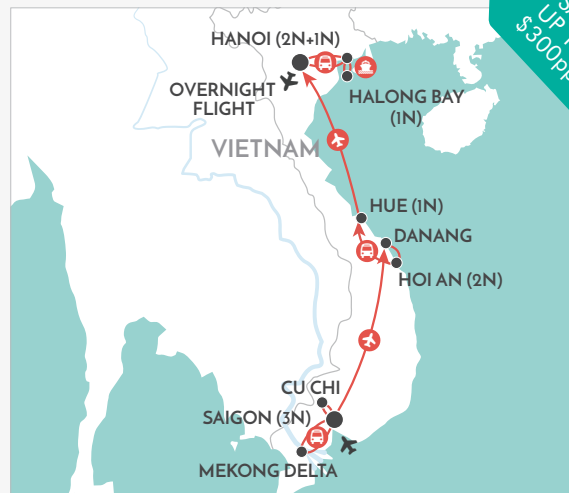 UP
$300pp
HANOI (2N+1N)
OVERNIGHT
FLIGHT
HALONG BAY
(1N)
VIETNAM
HUE (1N)
DANANG
HOI AN (2N)
CU CHI
SAIGON (3N)
MEKONG DELTA